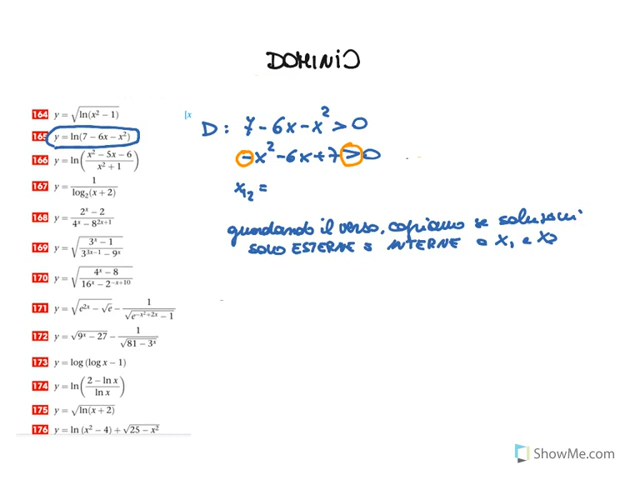 DOMINIO
164 y = √(ln(x² − 1))
165 y = ln(7 − 6x − x²)
166 y = ln((x² − 5x − 6)/(x² + 1))
167 y = 1/(log₂(x + 2))
168 y = (2ˣ − 2)/(4ˣ − 8²ˣ⁺¹)
169 y = √((3ˣ − 1)/(3³ˣ⁻¹ − 9ˣ))
170 y = √((4ˣ − 8)/(16ˣ − 2⁻ˣ⁺¹⁰))
171 y = √(e²ˣ − √e) − 1/√(e^(−x²+2x) − 1)
172 y = √(9ˣ − 27) − 1/√(81 − 3ˣ)
173 y = log (log x − 1)
174 y = ln((2 − ln x)/(ln x))
175 y = √(ln(x + 2))
176 y = ln (x² − 4) + √(25 − x²)
[x
D: 7 − 6x − x² > 0
−x² − 6x + 7 > 0
x₁₂ =
guardando il verso, capiamo se soluzioni
sono ESTERNE o INTERNE a x₁ e x₂
ShowMe.com